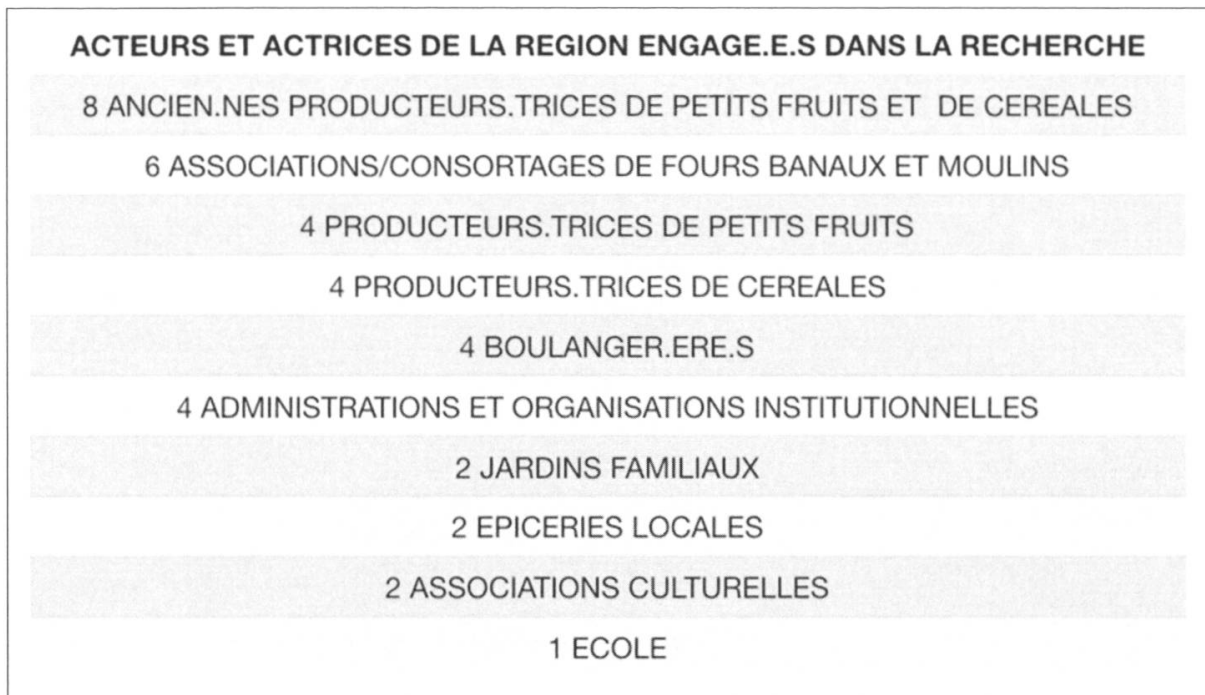 ACTEURS ET ACTRICES DE LA REGION ENGAGE.E.S DANS LA RECHERCHE
8 ANCIEN.NES PRODUCTEURS.TRICES DE PETITS FRUITS ET DE CEREALES
6 ASSOCIATIONS/CONSORTAGES DE FOURS BANAUX ET MOULINS
4 PRODUCTEURS.TRICES DE PETITS FRUITS
4 PRODUCTEURS.TRICES DE CEREALES
4 BOULANGER.ERE.S
4 ADMINISTRATIONS ET ORGANISATIONS INSTITUTIONNELLES
2 JARDINS FAMILIAUX
2 EPICERIES LOCALES
2 ASSOCIATIONS CULTURELLES
1 ECOLE